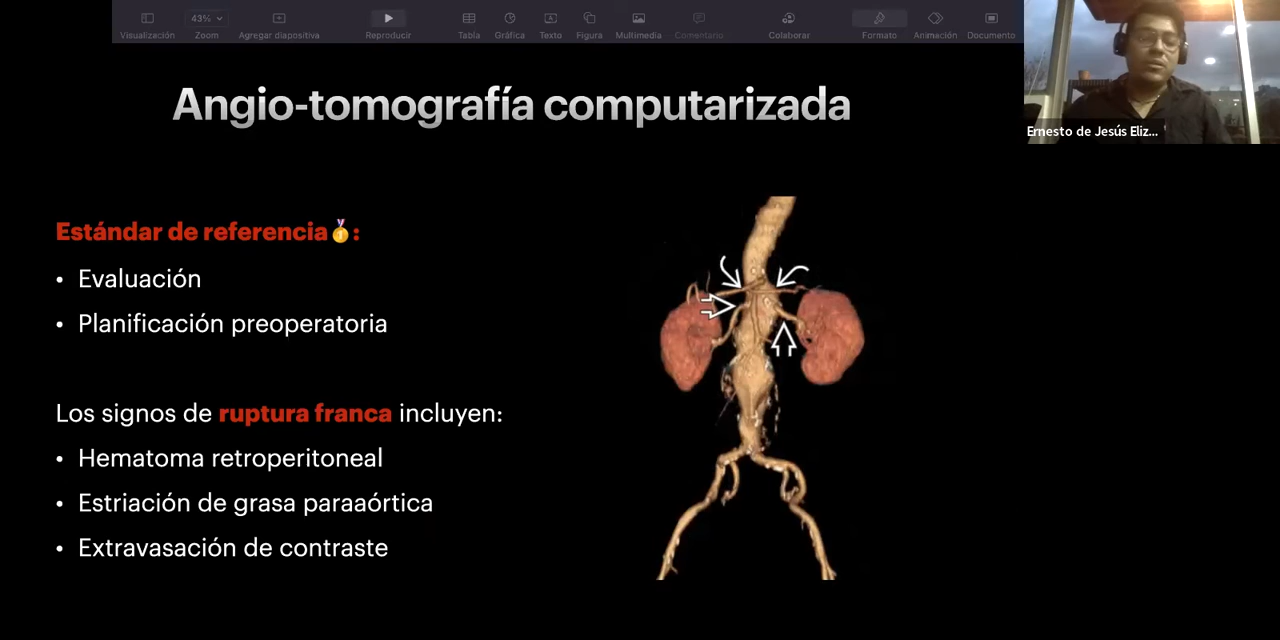 43%
Visualización
Zoom
Agregar diapositiva
Reproducir
Tabla
Gráfica
Texto
Figura
Multimedia
Comentario
Colaborar
Formato
Animación
Documento
Ernesto de Jesús Eliz...
Angio-tomografía computarizada
Estándar de referencia🏅:
• Evaluación
• Planificación preoperatoria
Los signos de ruptura franca incluyen:
• Hematoma retroperitoneal
• Estriación de grasa paraaórtica
• Extravasación de contraste